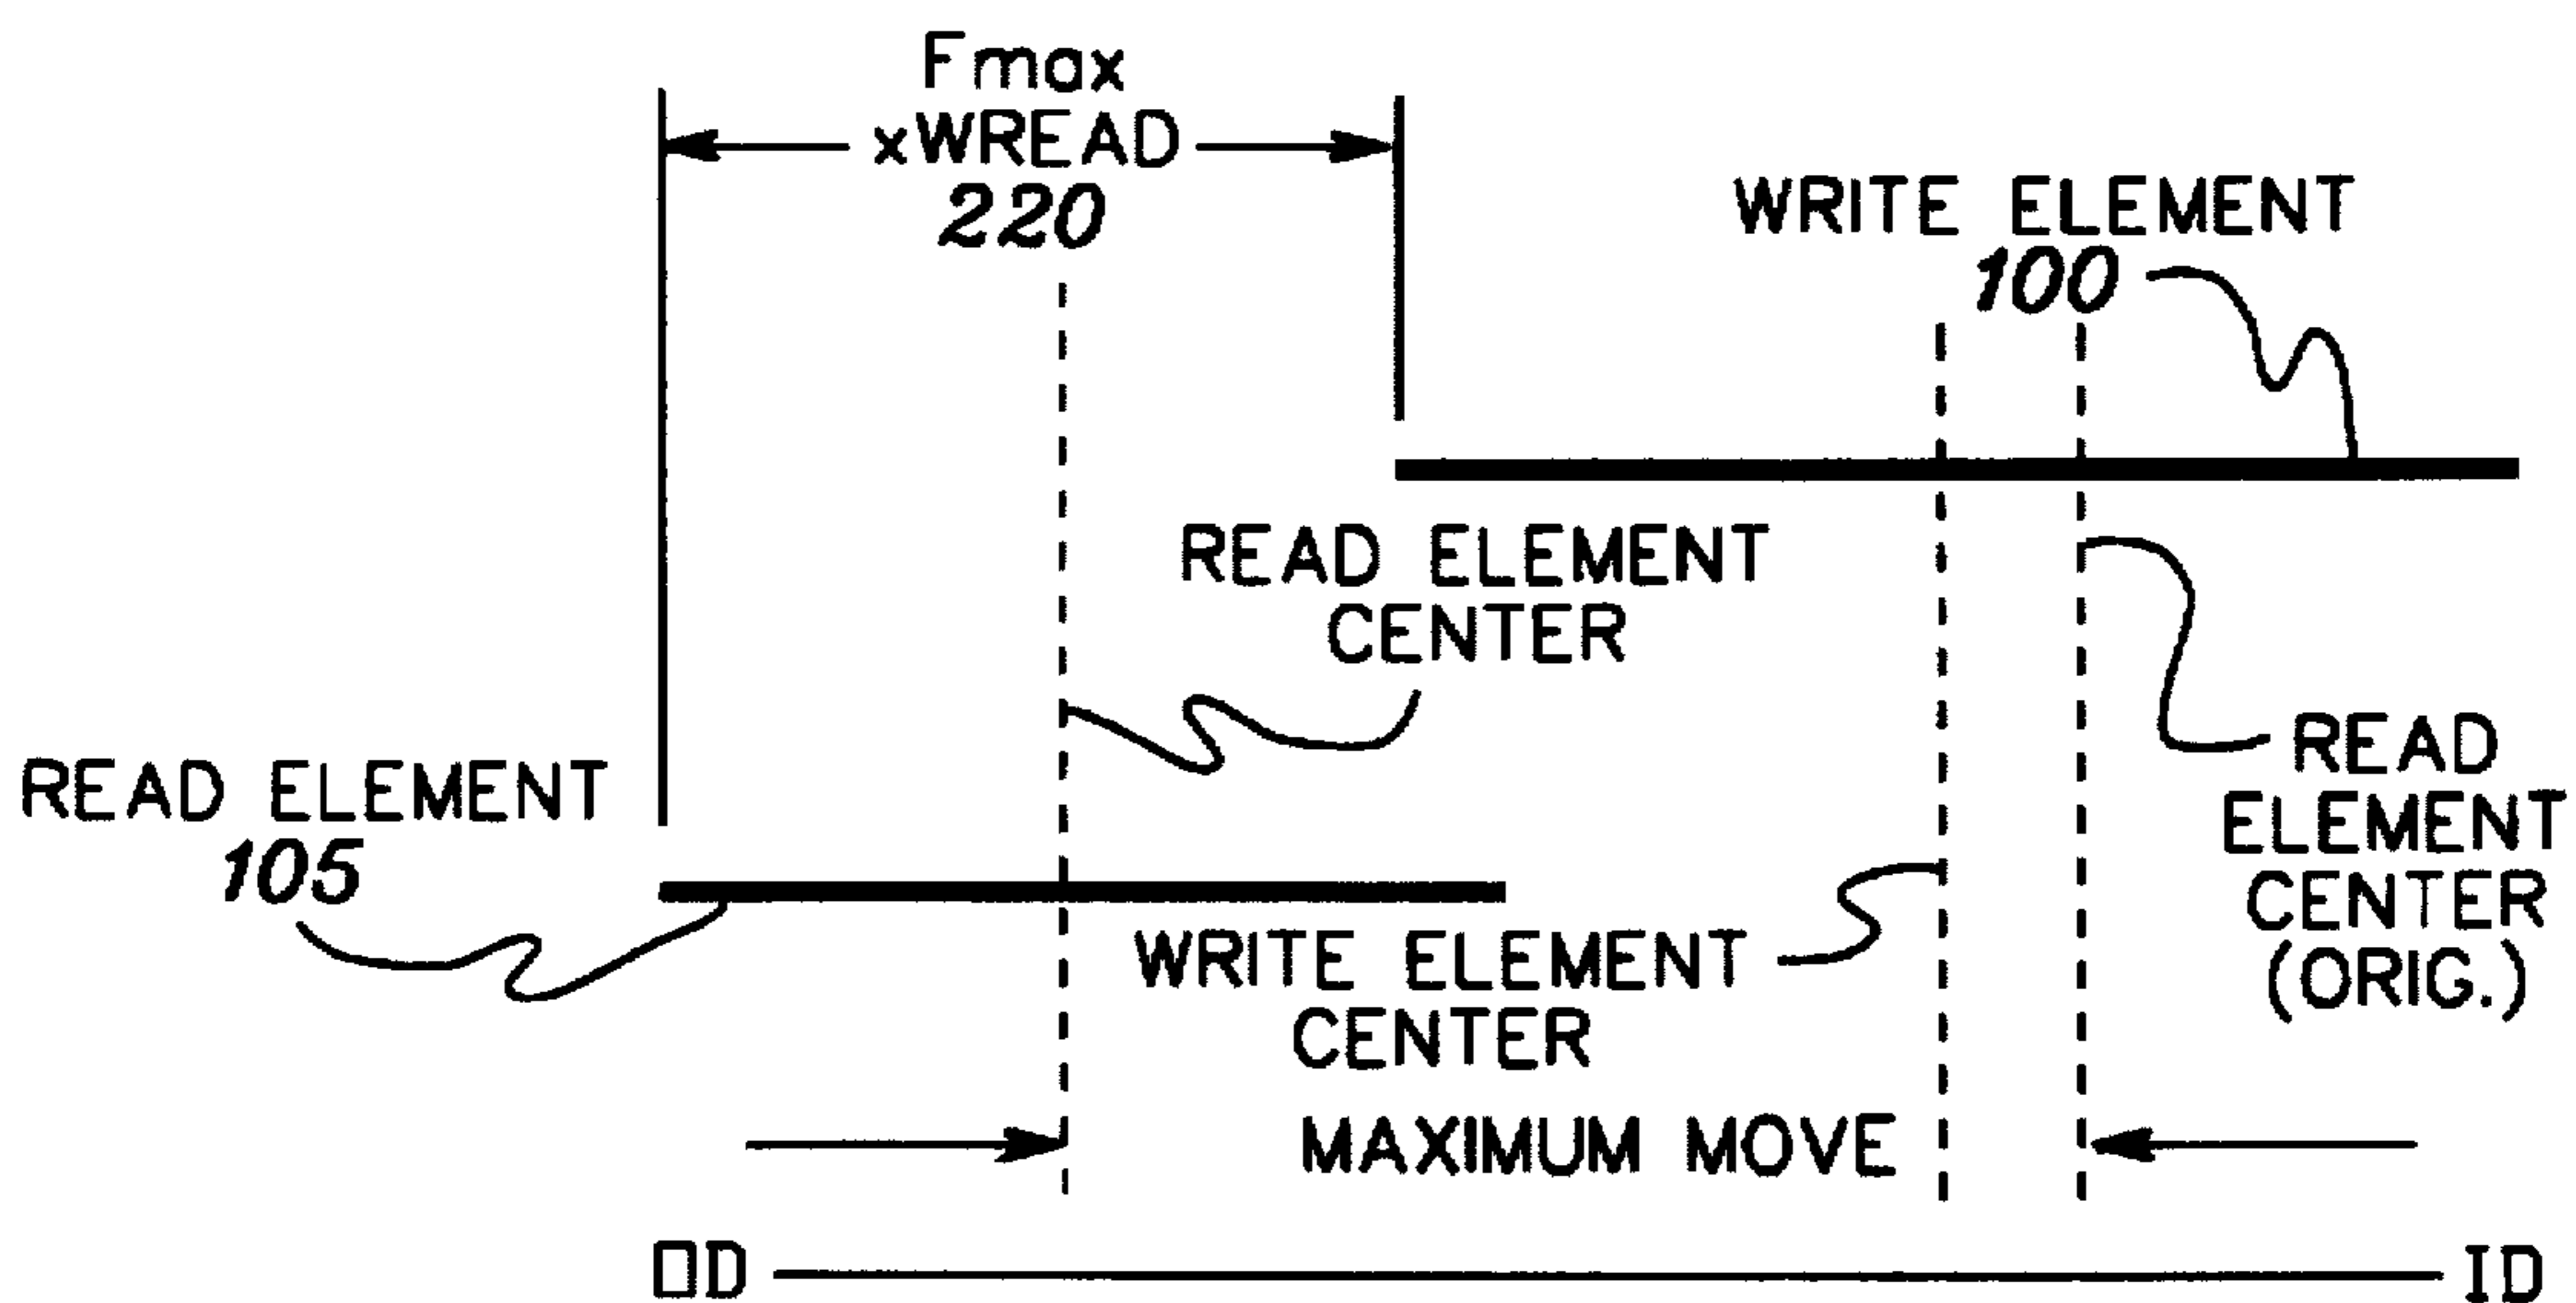 Fmax
xWREAD
220
WRITE ELEMENT
100
READ ELEMENT
CENTER
READ
ELEMENT
CENTER
(ORIG.)
READ ELEMENT
105
WRITE ELEMENT
CENTER
MAXIMUM MOVE
OD
ID